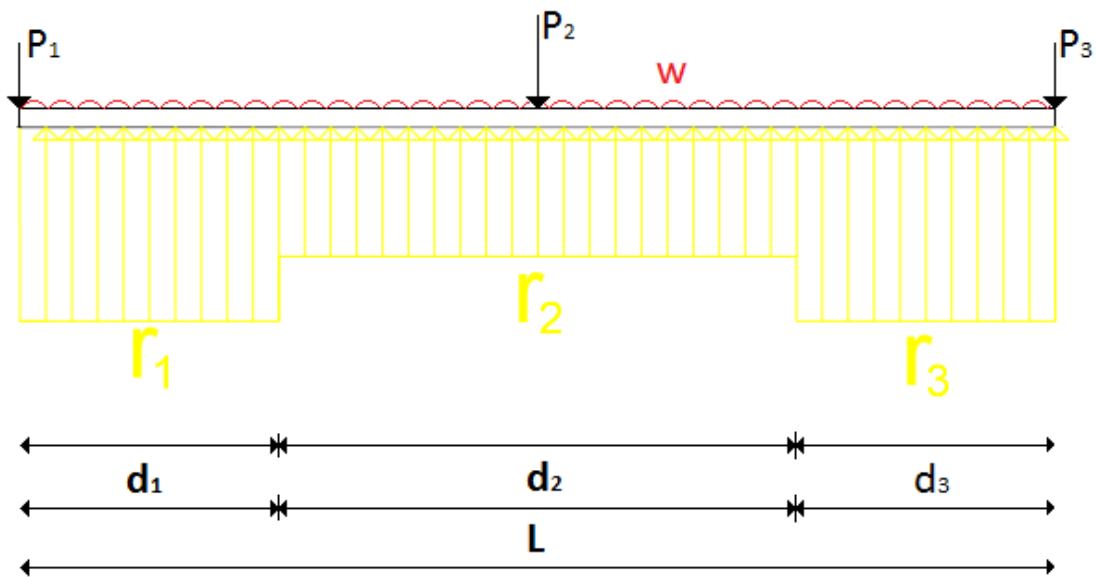 P₁ P₂ P₃
w
r₁ r₂ r₃
d₁ d₂ d₃
L